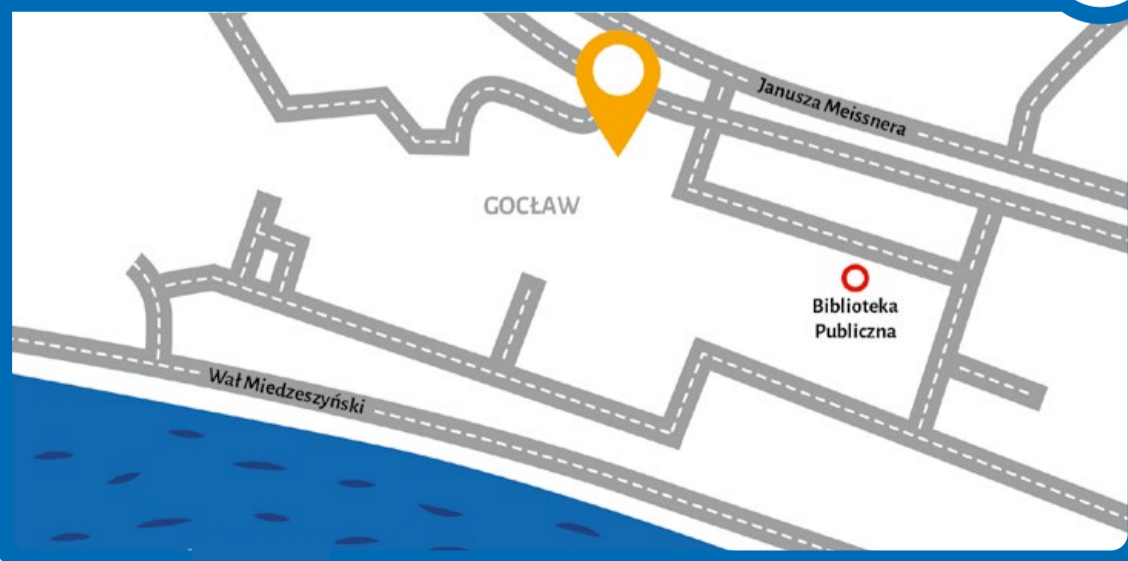 Janusza Meissnera
GOCŁAW
Biblioteka
Publiczna
Wał Miedzeszyński